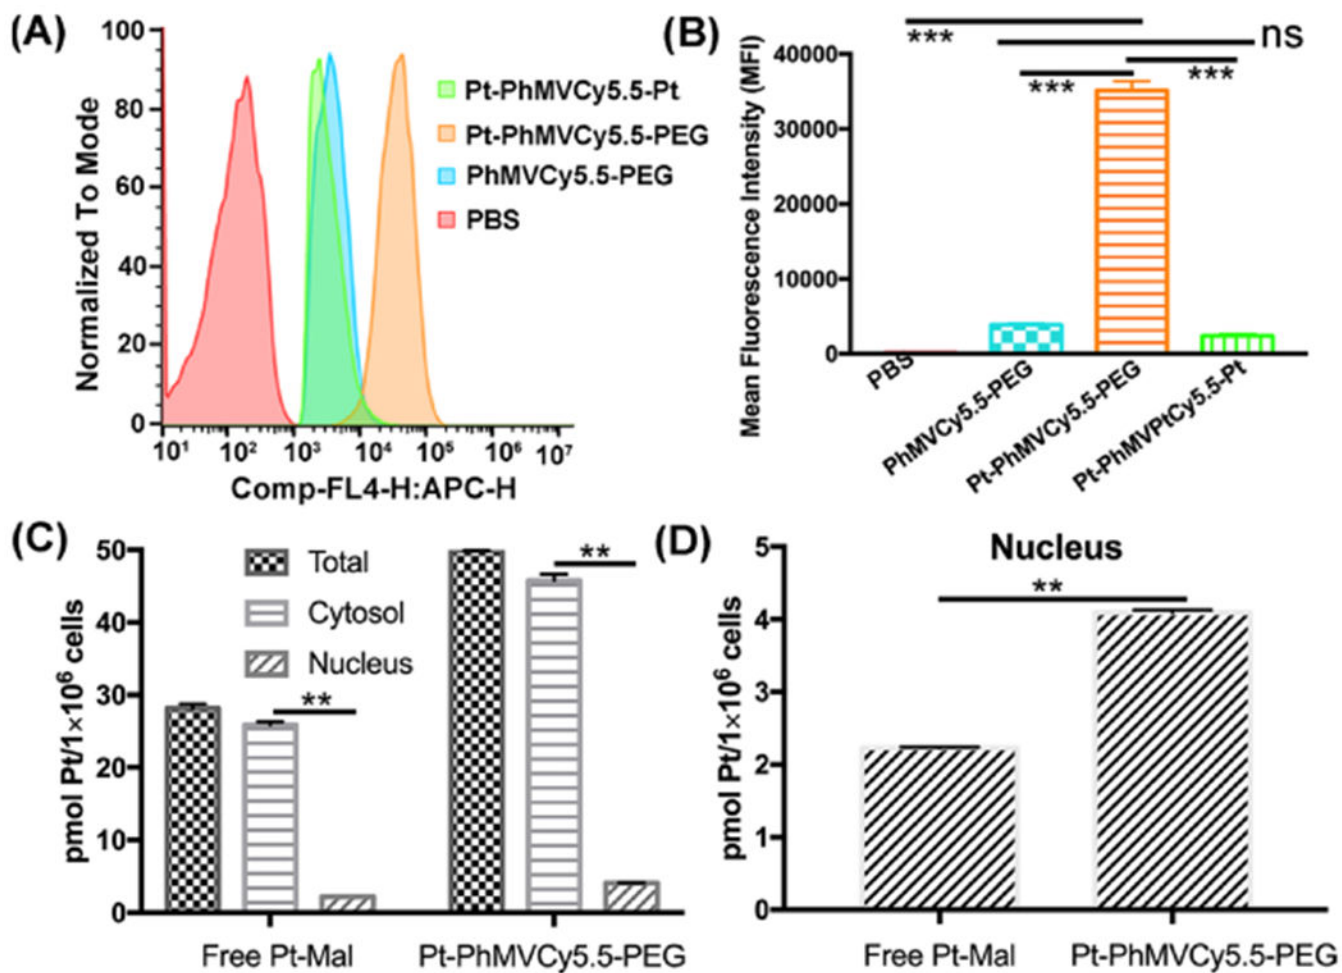 (A)
Normalized To Mode
100
80
60
40
20
0
10¹ 10² 10³ 10⁴ 10⁵ 10⁶ 10⁷
Comp-FL4-H:APC-H
Pt-PhMVCy5.5-Pt
Pt-PhMVCy5.5-PEG
PhMVCy5.5-PEG
PBS
(B)
Mean Fluorescence Intensity (MFI)
40000
30000
20000
10000
0
***
ns
***
***
PBS
PhMVCy5.5-PEG
Pt-PhMVCy5.5-PEG
Pt-PhMVPtCy5.5-Pt
(C)
pmol Pt/1×10⁶ cells
50
40
30
20
10
0
Total
Cytosol
Nucleus
**
**
Free Pt-Mal
Pt-PhMVCy5.5-PEG
(D)
Nucleus
pmol Pt/1×10⁶ cells
5
4
3
2
1
0
**
Free Pt-Mal
Pt-PhMVCy5.5-PEG